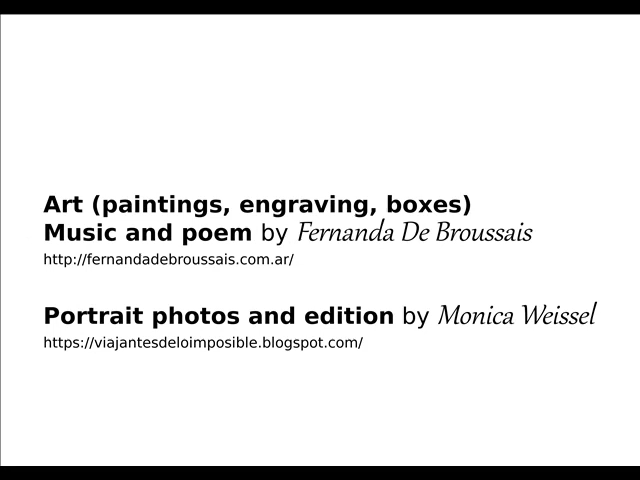 Art (paintings, engraving, boxes)
Music and poem by Fernanda De Broussais
http://fernandadebroussais.com.ar/
Portrait photos and edition by Monica Weissel
https://viajantesdeloimposible.blogspot.com/